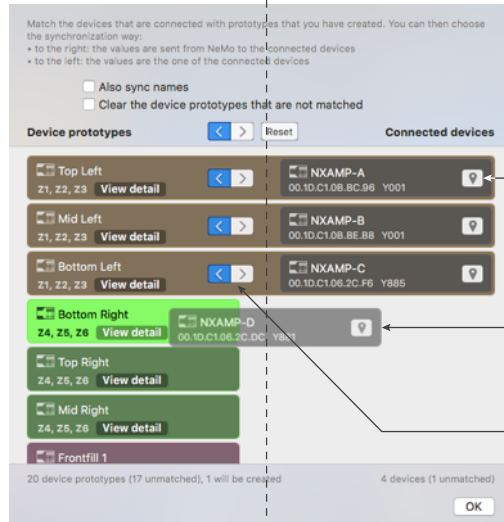 Match the devices that are connected with prototypes that you have created. You can then choose
the synchronization way:
• to the right: the values are sent from NeMo to the connected devices
• to the left: the values are the one of the connected devices
Also sync names
Clear the device prototypes that are not matched
Device prototypes < > Reset Connected devices
Top Left
Z1, Z2, Z3 View detail
< >
NXAMP-A
00.1D.C1.0B.BC.96 Y001
Mid Left
Z1, Z2, Z3 View detail
< >
NXAMP-B
00.1D.C1.0B.BE.B8 Y001
Bottom Left
Z1, Z2, Z3 View detail
< >
NXAMP-C
00.1D.C1.06.2C.F6 Y885
Bottom Right
Z4, Z5, Z6 View detail
NXAMP-D
00.1D.C1.06.2C.DC
Top Right
Z4, Z5, Z6 View detail
Mid Right
Z4, Z5, Z6 View detail
Frontfill 1
20 device prototypes (17 unmatched), 1 will be created
4 devices (1 unmatched)
OK